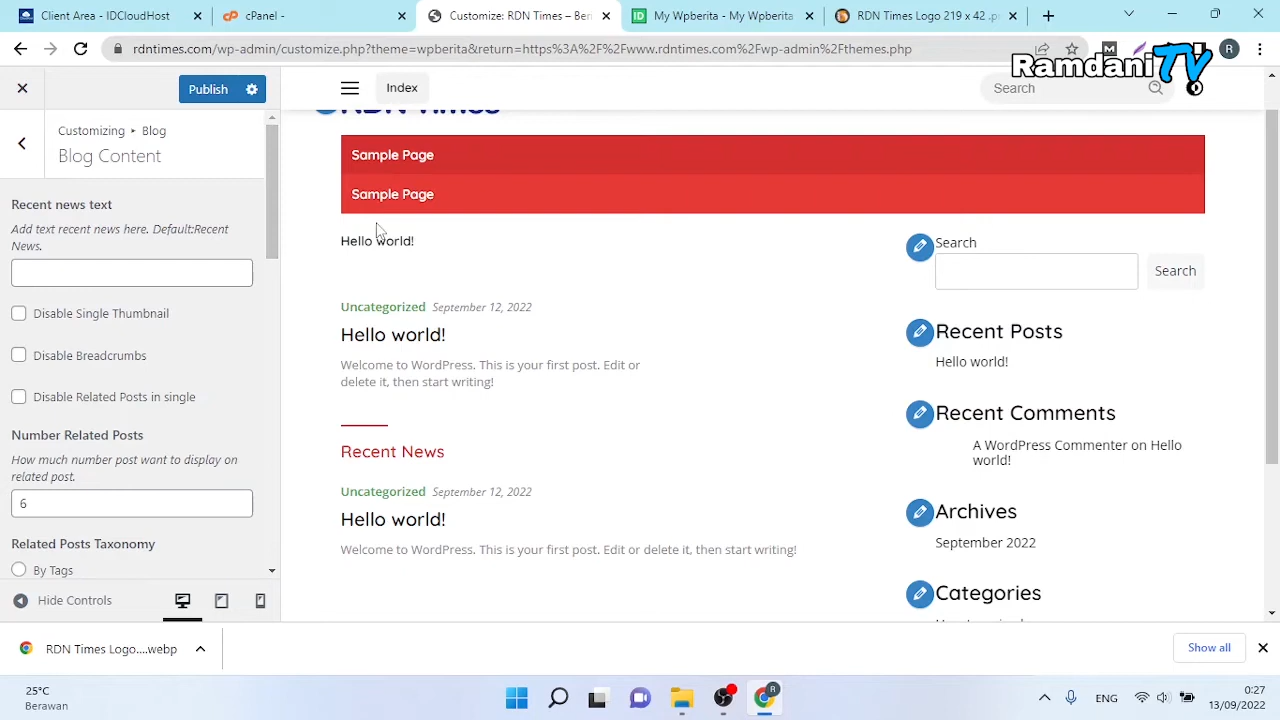 Client Area - IDwebhost
cPanel -
Customize: RDN Times – Ber
My Wpberita - My Wpberita
RDN Times Logo 219 x 42 .p
rdntimes.com/wp-admin/customize.php?theme=wpberita&return=https%3A%2F%2Fwww.rdntimes.com%2Fwp-admin%2Fthemes.php
R
Ramdani TV
Publish
Index
Search
Customizing ▸ Blog
Blog Content
Recent news text
Add text recent news here. Default:Recent
News.
Disable Single Thumbnail
Disable Breadcrumbs
Disable Related Posts in single
Number Related Posts
How much number post want to display on
related post.
6
Related Posts Taxonomy
By Tags
Hide Controls
RDN Times
Sample Page
Sample Page
Hello world!
Uncategorized September 12, 2022
Hello world!
Welcome to WordPress. This is your first post. Edit or
delete it, then start writing!
Recent News
Uncategorized September 12, 2022
Hello world!
Welcome to WordPress. This is your first post. Edit or delete it, then start writing!
Search
Search
Recent Posts
Hello world!
Recent Comments
A WordPress Commenter on Hello
world!
Archives
September 2022
Categories
RDN Times Logo....webp
Show all
25°C
Berawan
ENG
0:27
13/09/2022